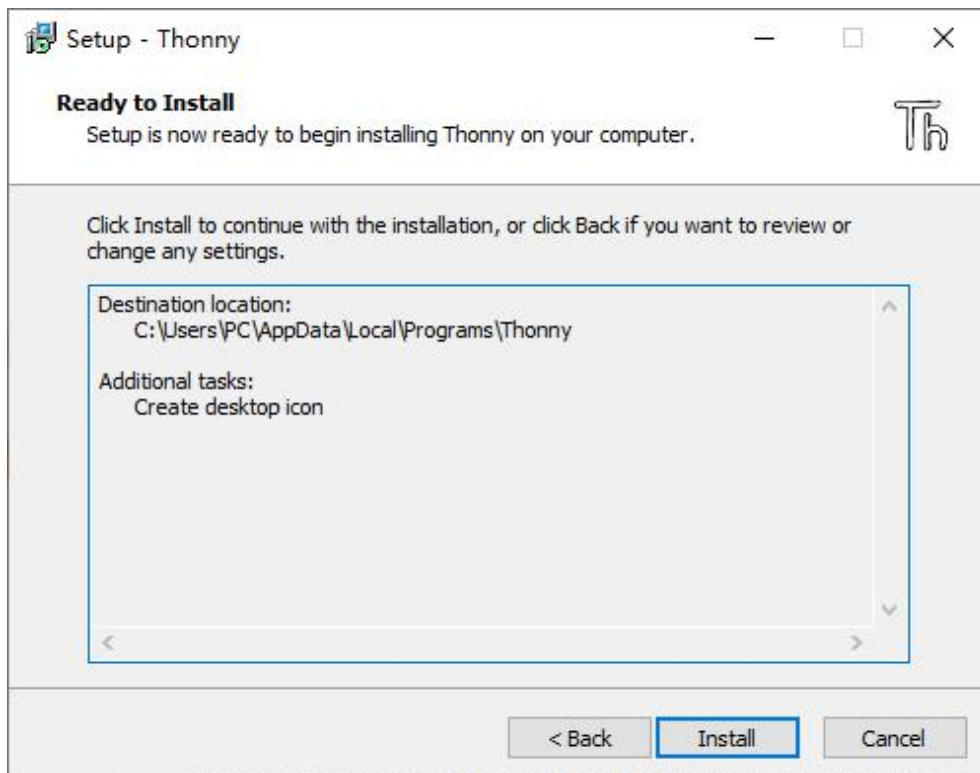 Setup - Thonny
Ready to Install
Setup is now ready to begin installing Thonny on your computer.
Th
Click Install to continue with the installation, or click Back if you want to review or
change any settings.
Destination location:
C:\Users\PC\AppData\Local\Programs\Thonny
Additional tasks:
Create desktop icon
< Back
Install
Cancel